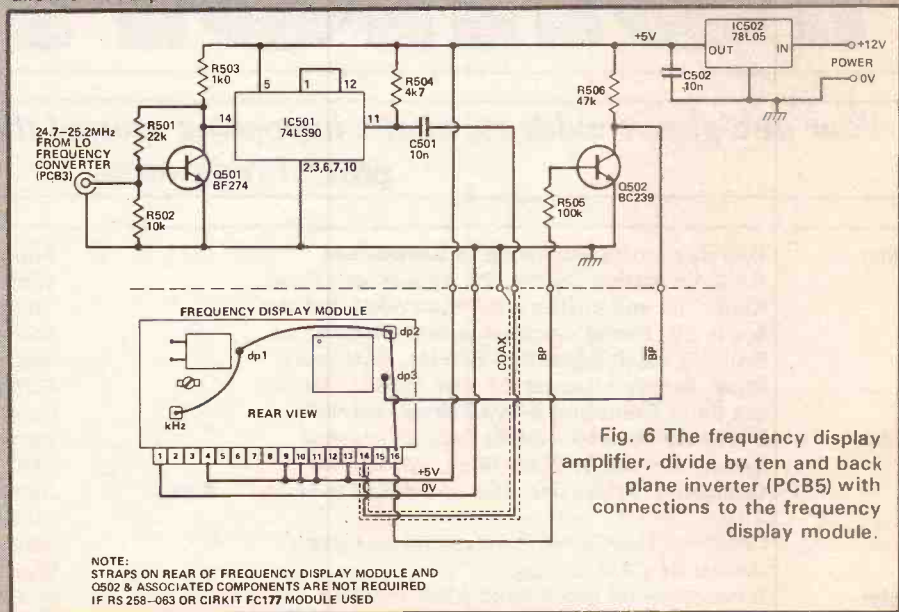 IC502
78L05
OUT
IN
+5V
+12V
POWER
0V
C502
10n
R503
1k0
5
1
12
R504
4k7
R506
47k
14
IC501
74LS90
11
C501
10n
24.7–25.2MHz
FROM LO
FREQUENCY
CONVERTER
(PCB3)
R501
22k
Q501
BF274
2,3,6,7,10
R502
10k
R505
100k
Q502
BC239
FREQUENCY DISPLAY MODULE
dp2
dp1
dp3
kHz
REAR VIEW
COAX
BP
BP
1 2 3 4 5 6 7 8 9 10 11 12 13 14 15 16
+5V
0V
Fig. 6 The frequency display
amplifier, divide by ten and back
plane inverter (PCB5) with
connections to the frequency
display module.
NOTE:
STRAPS ON REAR OF FREQUENCY DISPLAY MODULE AND
Q502 & ASSOCIATED COMPONENTS ARE NOT REQUIRED
IF RS 258–063 OR CIRKIT FC177 MODULE USED